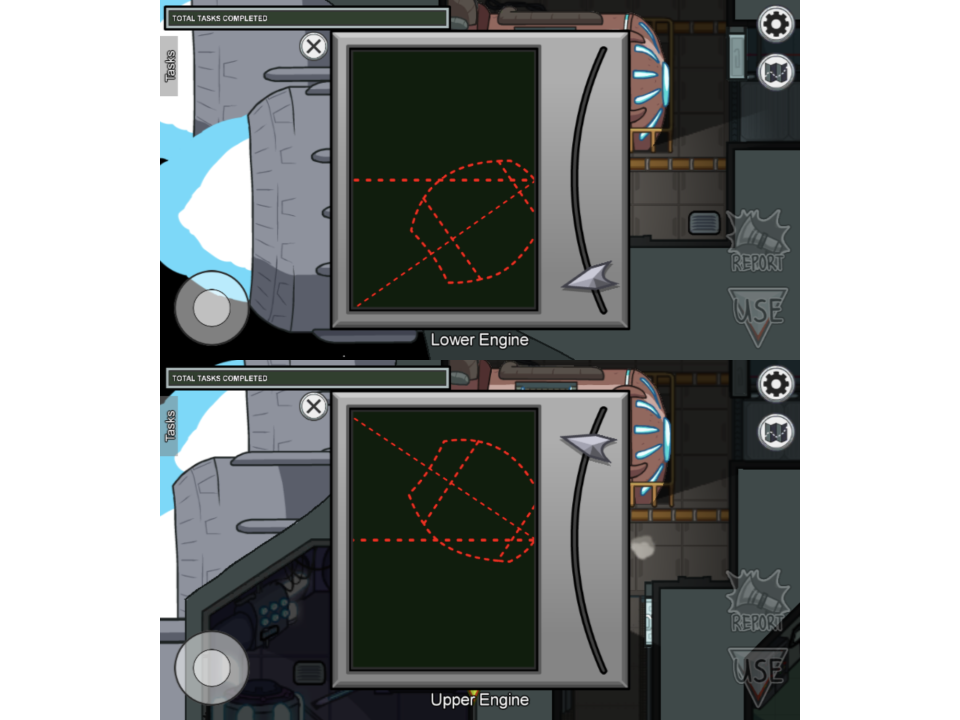 TOTAL TASKS COMPLETED
Tasks
REPORT
USE
Lower Engine
TOTAL TASKS COMPLETED
Tasks
REPORT
USE
Upper Engine